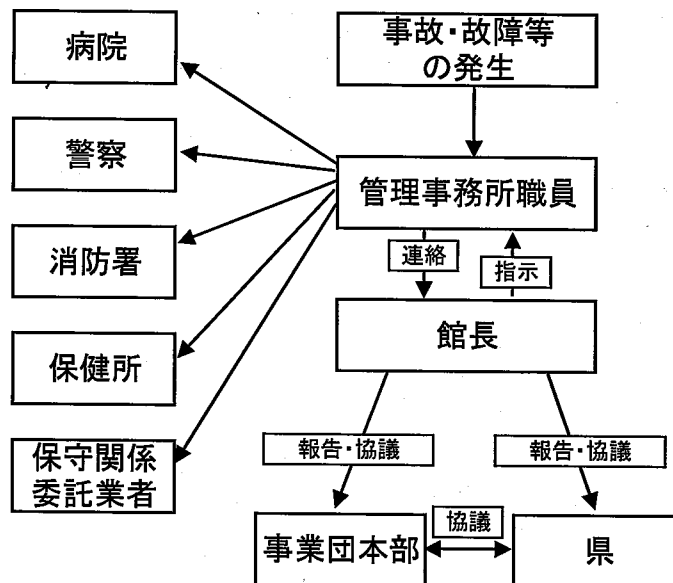 病院
警察
消防署
保健所
保守関係
委託業者
事故・故障等
の発生
管理事務所職員
連絡
指示
館長
報告・協議
報告・協議
事業団本部
協議
県